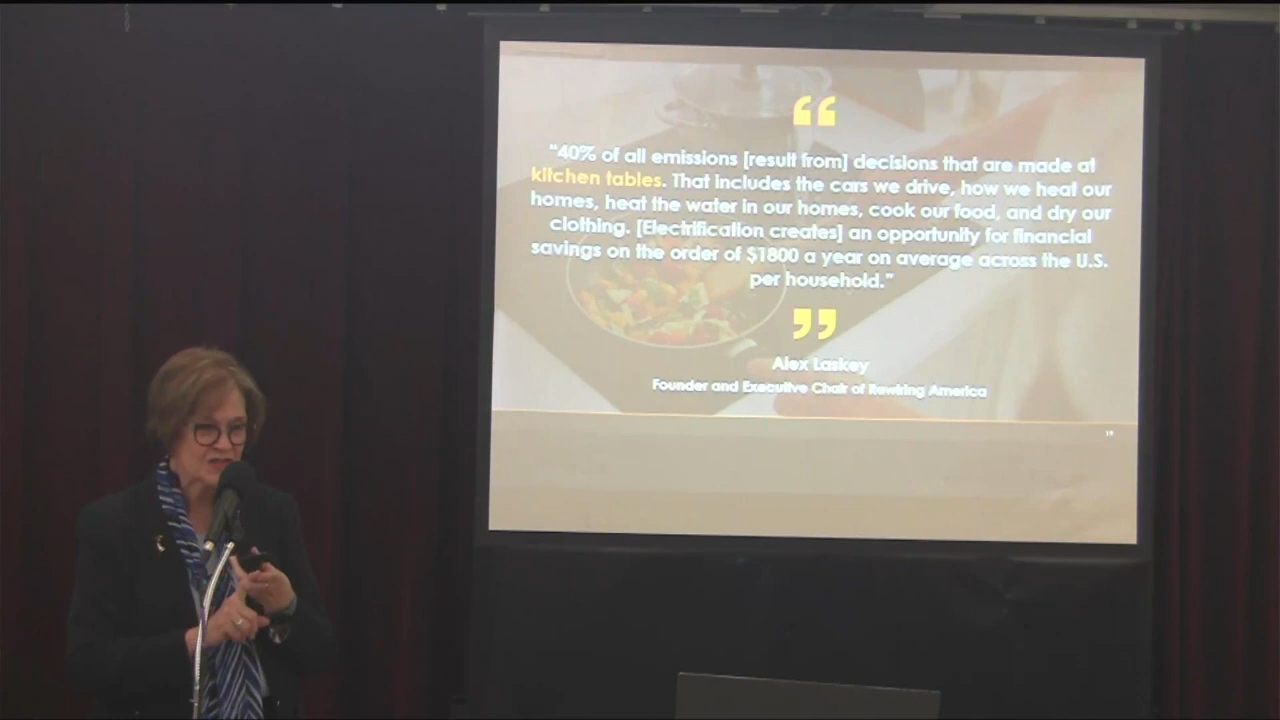 “
“40% of all emissions [result from] decisions that are made at
kitchen tables. That includes the cars we drive, how we heat our
homes, heat the water in our homes, cook our food, and dry our
clothing. [Electrification creates] an opportunity for financial
savings on the order of $1800 a year on average across the U.S.
per household.”
”
Alex Laskey
Founder and Executive Chair of Rewiring America